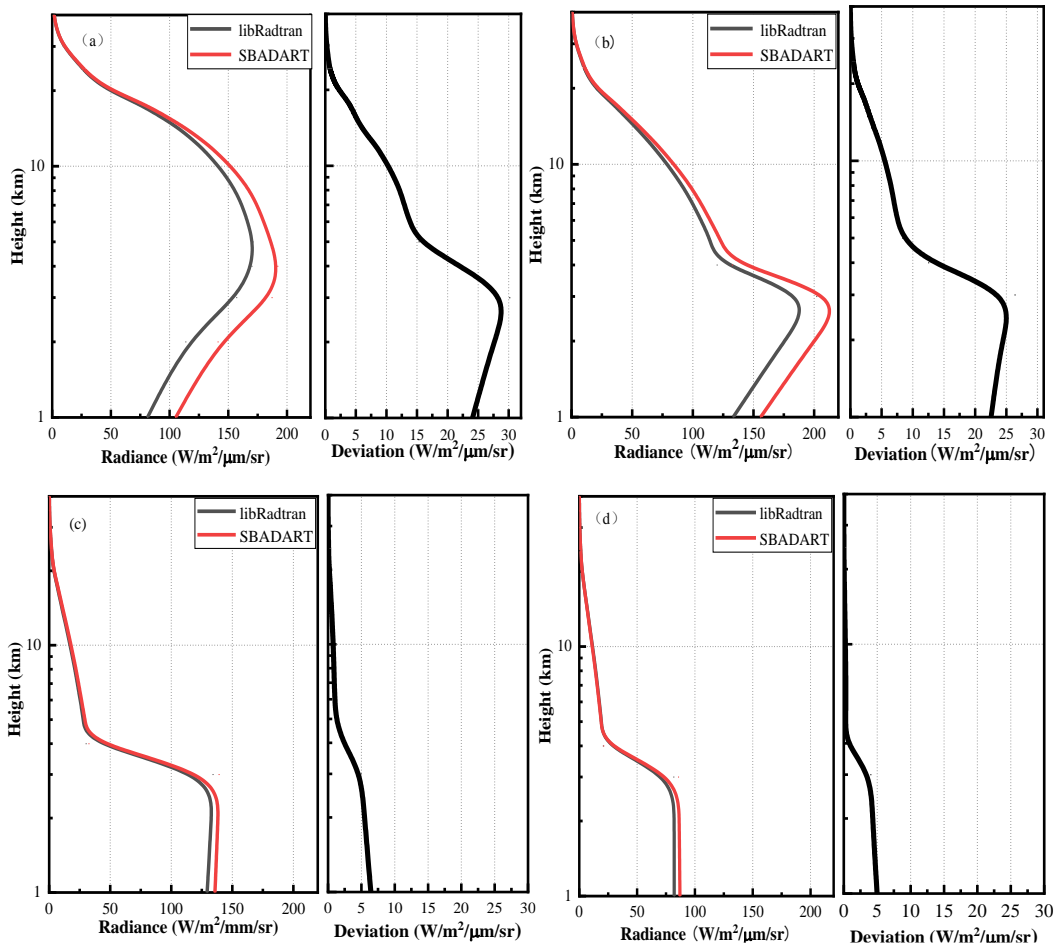 (a)
libRadtran
SBADART
Height (km)
10
1
0
50
100
150
200
Radiance (W/m²/μm/sr)
0
5
10
15
20
25
30
Deviation (W/m²/μm/sr)
(b)
libRadtran
SBADART
Height (km)
10
1
0
50
100
150
200
Radiance (W/m²/μm/sr)
0
5
10
15
20
25
30
Deviation (W/m²/μm/sr)
(c)
libRadtran
SBADART
Height (km)
10
1
0
50
100
150
200
Radiance (W/m²/mm/sr)
0
5
10
15
20
25
30
Deviation (W/m²/μm/sr)
(d)
libRadtran
SBADART
Height (km)
10
1
0
50
100
150
200
Radiance (W/m²/μm/sr)
0
5
10
15
20
25
30
Deviation (W/m²/μm/sr)